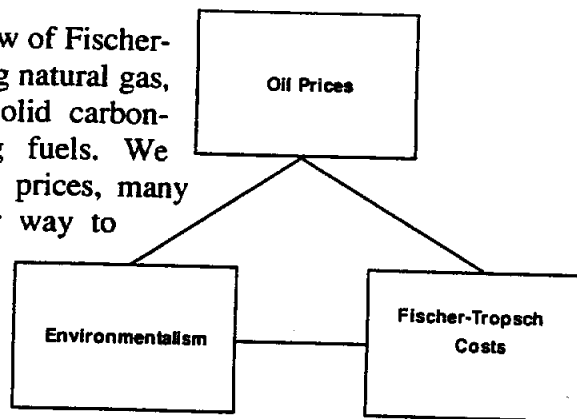 w of Fischer-
g natural gas,
olid carbon-
g fuels. We
prices, many
way to
Oil Prices
Environmentalism
Fischer-Tropsch
Costs